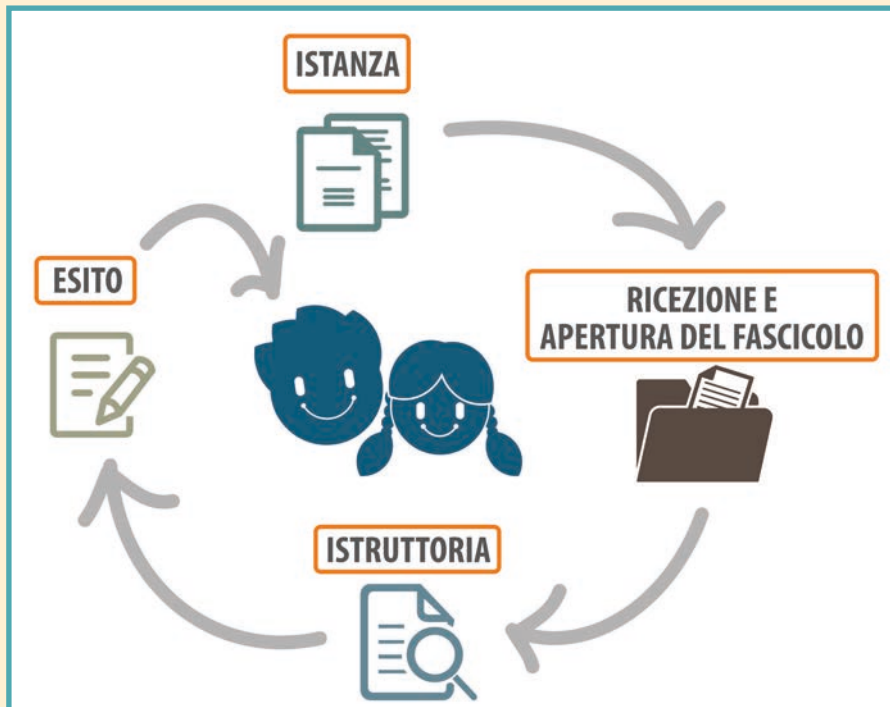 ISTANZA
RICEZIONE E
APERTURA DEL FASCICOLO
ISTRUTTORIA
ESITO